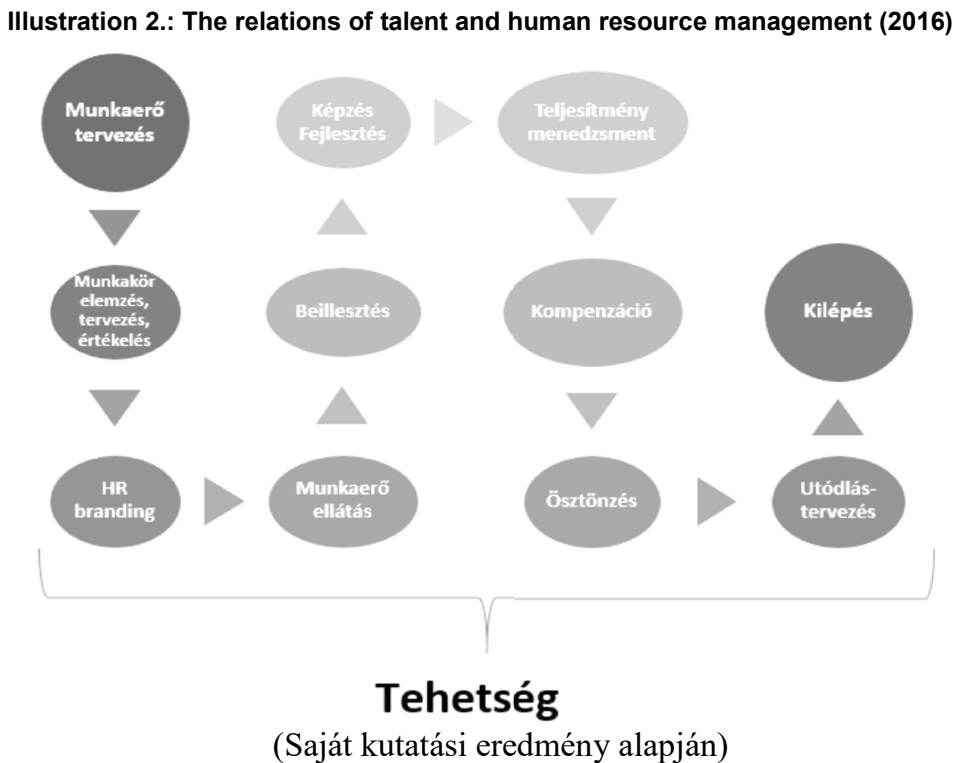 Illustration 2.: The relations of talent and human resource management (2016)
Munkaerő
tervezés
Munkakör
elemzés,
tervezés,
értékelés
HR
branding
Munkaerő
ellátás
Beillesztés
Képzés
Fejlesztés
Teljesítmény
menedzsment
Kompenzáció
Ösztönzés
Utódlás-
tervezés
Kilépés
Tehetség
(Saját kutatási eredmény alapján)